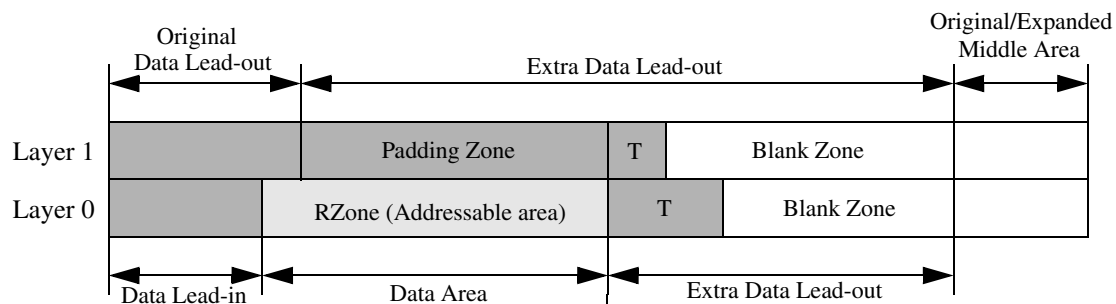 Original
Data Lead-out
Extra Data Lead-out
Original/Expanded
Middle Area
Layer 1
Padding Zone
T
Blank Zone
Layer 0
RZone (Addressable area)
T
Blank Zone
Data Lead-in
Data Area
Extra Data Lead-out